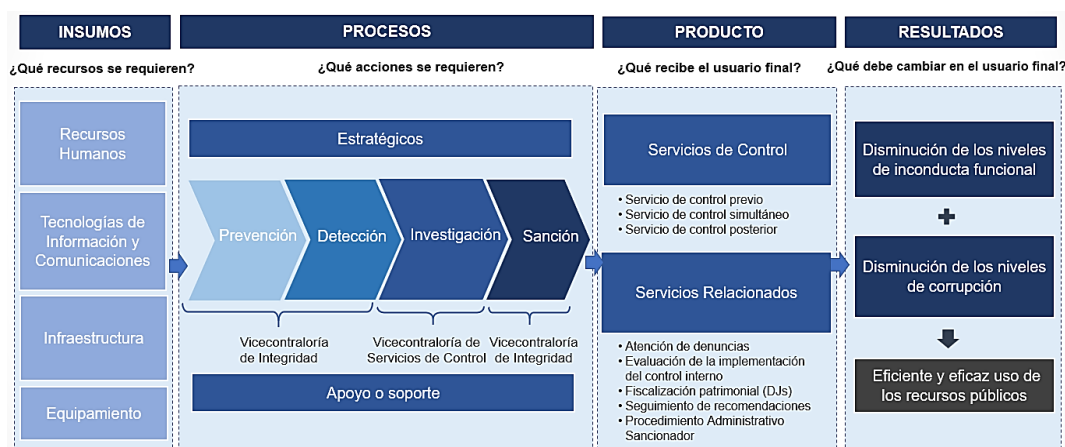 INSUMOS
¿Qué recursos se requieren?
Recursos
Humanos
Tecnologías de
Información y
Comunicaciones
Infraestructura
Equipamiento
PROCESOS
¿Qué acciones se requieren?
Estratégicos
Prevención
Detección
Investigación
Sanción
Vicecontraloría
de Integridad
Vicecontraloría de
Servicios de Control
Vicecontraloría
de Integridad
Apoyo o soporte
PRODUCTO
¿Qué recibe el usuario final?
Servicios de Control
• Servicio de control previo
• Servicio de control simultáneo
• Servicio de control posterior
Servicios Relacionados
• Atención de denuncias
• Evaluación de la implementación
del control interno
• Fiscalización patrimonial (DJs)
• Seguimiento de recomendaciones
• Procedimiento Administrativo
Sancionador
RESULTADOS
¿Qué debe cambiar en el usuario final?
Disminución de los niveles
de inconducta funcional
+
Disminución de los niveles
de corrupción
Eficiente y eficaz uso de
los recursos públicos